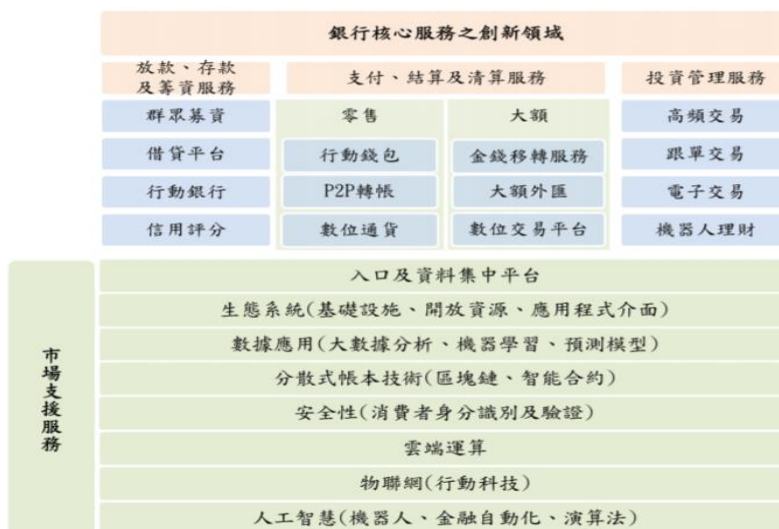 銀行核心服務之創新領域
放款、存款
及籌資服務
支付、結算及清算服務
投資管理服務
群眾募資
零售
大額
高頻交易
借貸平台
行動錢包
金錢移轉服務
跟單交易
行動銀行
P2P轉帳
大額外匯
電子交易
信用評分
數位通貨
數位交易平台
機器人理財
市場支援服務
入口及資料集中平台
生態系統(基礎設施、開放資源、應用程式介面)
數據應用(大數據分析、機器學習、預測模型)
分散式帳本技術(區塊鏈、智能合約)
安全性(消費者身分識別及驗證)
雲端運算
物聯網(行動科技)
人工智慧(機器人、金融自動化、演算法)